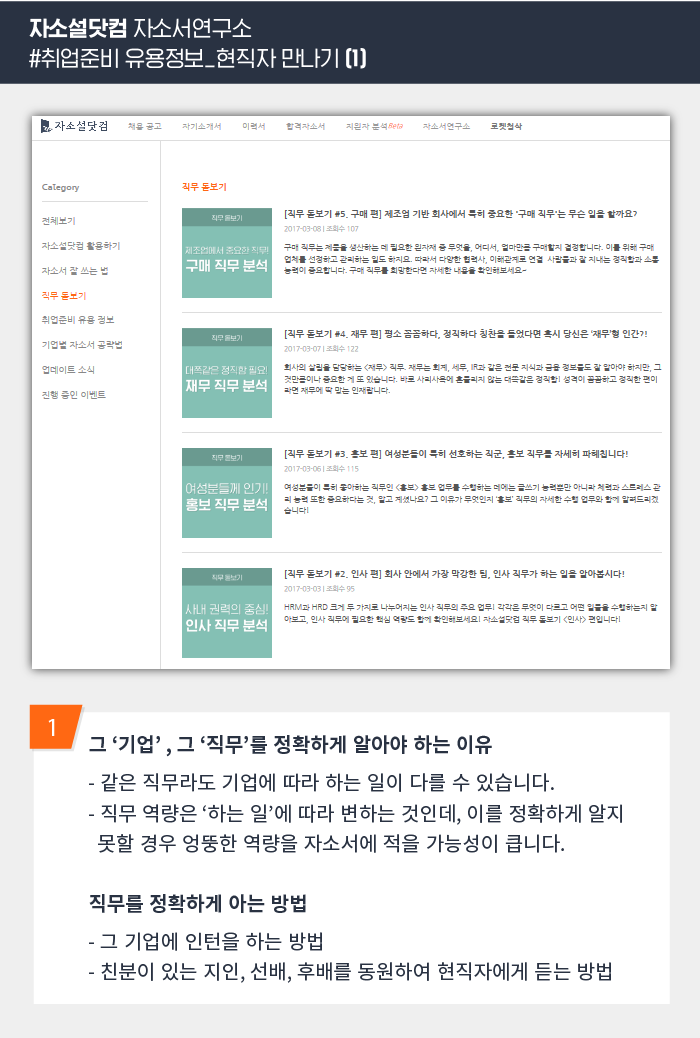 자소설닷컴 자소서연구소
#취업준비 유용정보_현직자 만나기 (1)
자소설닷컴 채용 공고 자기소개서 이력서 합격자소서 지원자 분석Beta 자소서연구소 로켓첨삭
Category
전체보기
자소설닷컴 활용하기
자소서 잘 쓰는 법
직무 돋보기
취업준비 유용 정보
기업별 자소서 공략법
업데이트 소식
진행 중인 이벤트
직무 돋보기
직무 돋보기
제조업에서 중요한 직무!
구매 직무 분석
[직무 돋보기 #5. 구매 편] 제조업 기반 회사에서 특히 중요한 '구매 직무'는 무슨 일을 할까요?
2017-03-08 | 조회수 107
구매 직무는 제품을 생산하는 데 필요한 원자재 중 무엇을, 어디서, 얼마만큼 구매할지 결정합니다. 이를 위해 구매
업체를 선정하고 관리하는 일도 하지요. 따라서 다양한 협력사, 이해관계로 연결 사람들과 잘 지내는 정직함과 소통
능력이 중요합니다. 구매 직무를 희망한다면 자세한 내용을 확인해보세요~
직무 돋보기
대쪽같은 정직함 필요!
재무 직무 분석
[직무 돋보기 #4. 재무 편] 평소 꼼꼼하다, 정직하다 칭찬을 들었다면 혹시 당신은 '재무'형 인간?!
2017-03-07 | 조회수 122
회사의 살림을 담당하는 <재무> 직무. 재무는 회계, 세무, IR과 같은 전문 지식과 금융 정보들도 잘 알아야 하지만, 그
것만큼이나 중요한 게 또 있습니다. 바로 사리사욕에 흔들리지 않는 대쪽같은 정직함! 성격이 꼼꼼하고 정직한 편이
라면 재무에 딱 맞는 인재랍니다.
직무 돋보기
여성분들께 인기!
홍보 직무 분석
[직무 돋보기 #3. 홍보 편] 여성분들이 특히 선호하는 직군, 홍보 직무를 자세히 파헤칩니다!
2017-03-06 | 조회수 115
여성분들이 특히 좋아하는 직무인 <홍보> 홍보 업무를 수행하는 데에는 글쓰기 능력뿐만 아니라 체력과 스트레스 관
리 능력 또한 중요하다는 것, 알고 계셨나요? 그 이유가 무엇인지 '홍보' 직무의 자세한 수행 업무와 함께 알려드리겠
습니다!
직무 돋보기
사내 권력의 중심!
인사 직무 분석
[직무 돋보기 #2. 인사 편] 회사 안에서 가장 막강한 팀, 인사 직무가 하는 일을 알아봅시다!
2017-03-03 | 조회수 95
HRM과 HRD 크게 두 가지로 나누어지는 인사 직무의 주요 업무! 각각은 무엇이 다르고 어떤 일들을 수행하는지 알
아보고, 인사 직무에 필요한 핵심 역량도 함께 확인해보세요! 자소설닷컴 직무 돋보기 <인사> 편입니다!
1
그 ‘기업’ , 그 ‘직무’를 정확하게 알아야 하는 이유
- 같은 직무라도 기업에 따라 하는 일이 다를 수 있습니다.
- 직무 역량은 ‘하는 일’에 따라 변하는 것인데, 이를 정확하게 알지
못할 경우 엉뚱한 역량을 자소서에 적을 가능성이 큽니다.
직무를 정확하게 아는 방법
- 그 기업에 인턴을 하는 방법
- 친분이 있는 지인, 선배, 후배를 동원하여 현직자에게 듣는 방법